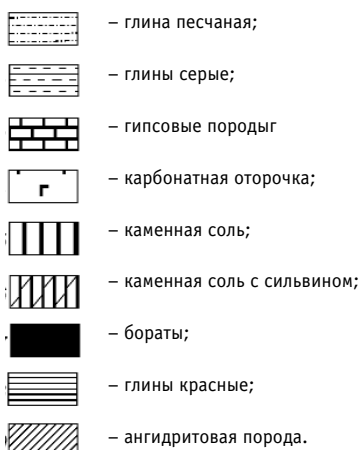 – глина песчаная;
– глины серые;
– гипсовые породыг
– карбонатная оторочка;
– каменная соль;
– каменная соль с сильвином;
– бораты;
– глины красные;
– ангидритовая порода.